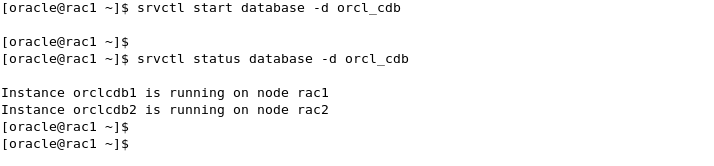 [oracle@rac1 ~]$ srvctl start database -d orcl_cdb
[oracle@rac1 ~]$
[oracle@rac1 ~]$ srvctl status database -d orcl_cdb
Instance orclcdb1 is running on node rac1
Instance orclcdb2 is running on node rac2
[oracle@rac1 ~]$
[oracle@rac1 ~]$